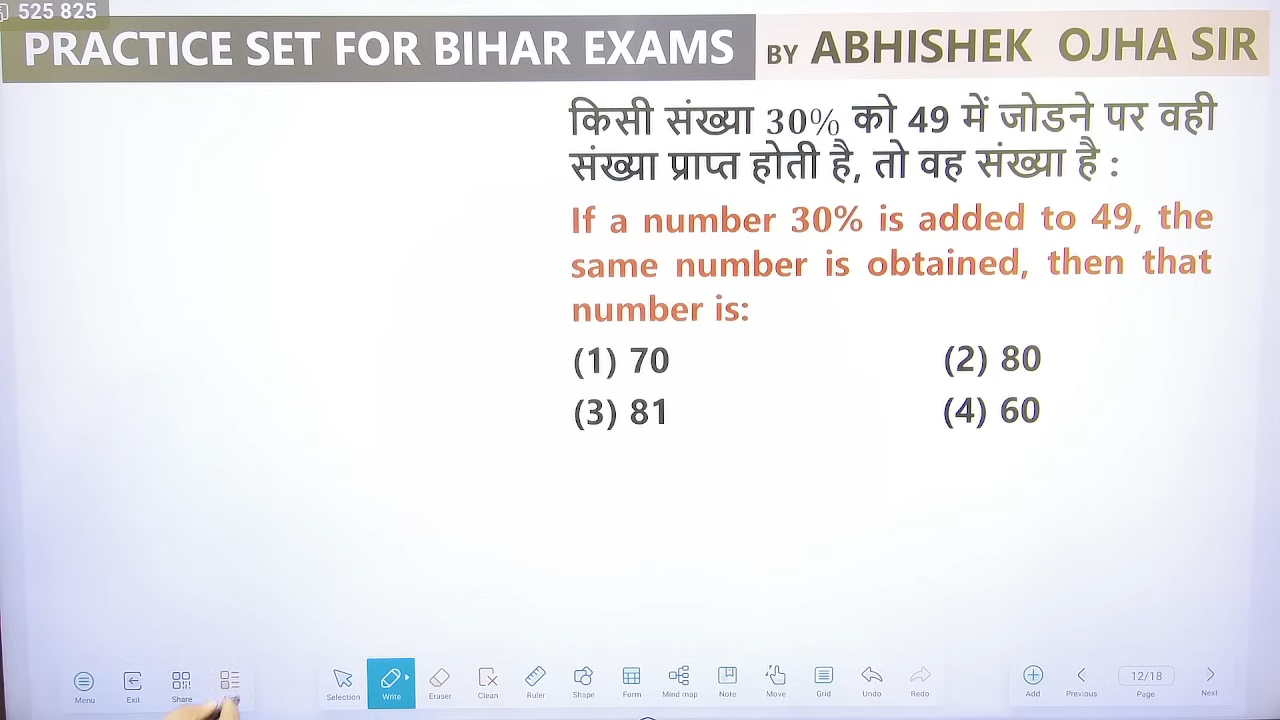 525 825
PRACTICE SET FOR BIHAR EXAMS BY ABHISHEK OJHA SIR
किसी संख्या 30% को 49 में जोडने पर वही
संख्या प्राप्त होती है, तो वह संख्या है :
If a number 30% is added to 49, the
same number is obtained, then that
number is:
(1) 70 (2) 80
(3) 81 (4) 60
Menu Exit Share Selection Write Eraser Clean Ruler Shape Form Mind map Note Move Undo Redo Add Previous 12/18 Page Next